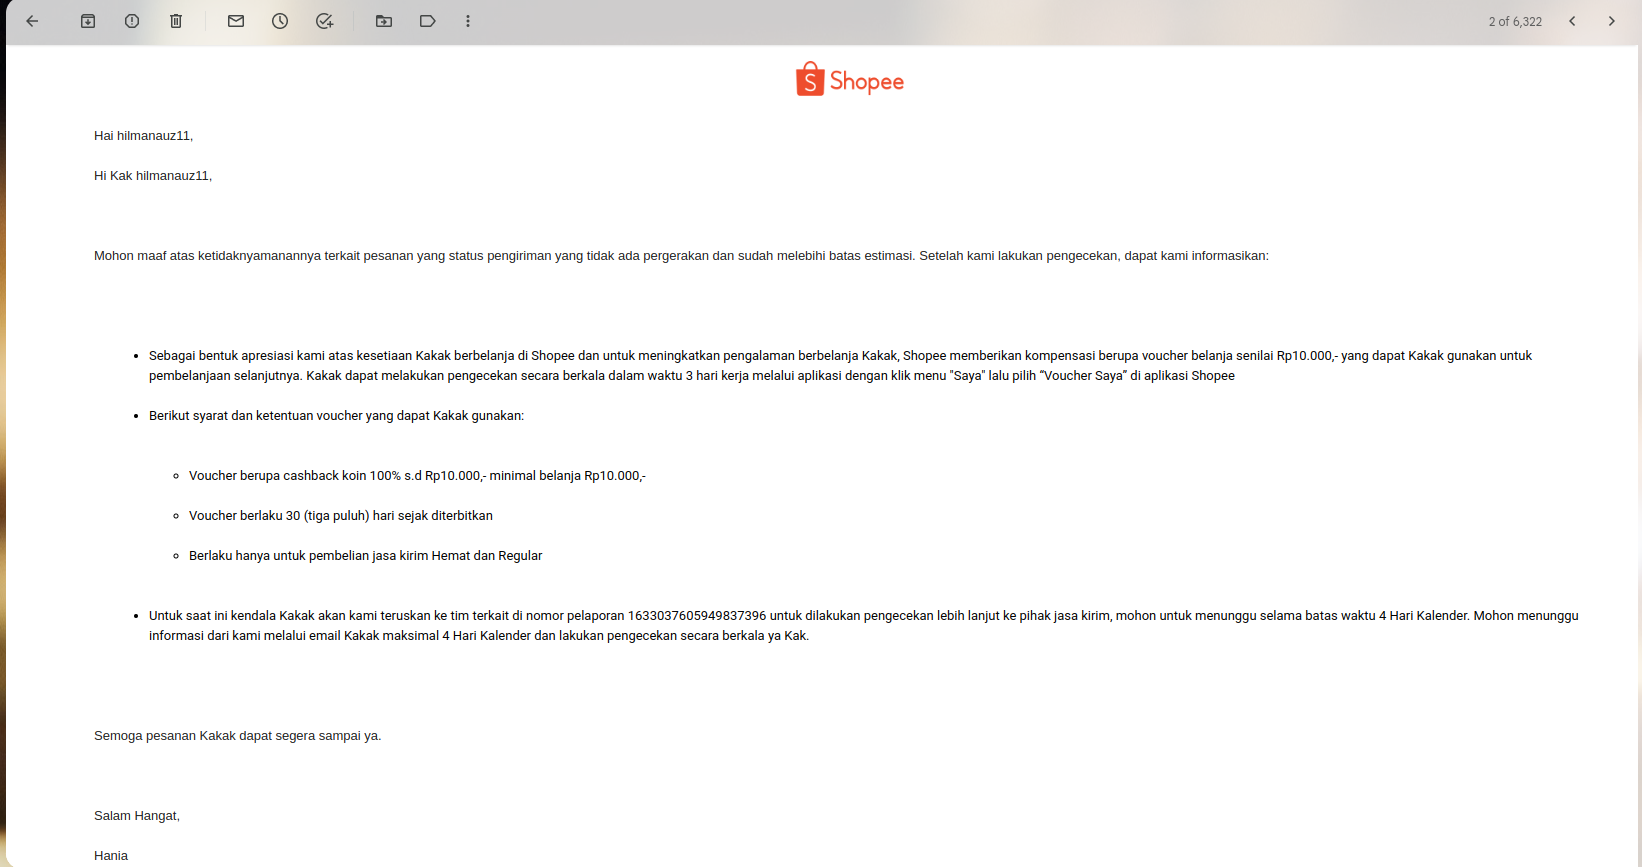 2 of 6,322
Shopee
Hai hilmanauz11,
Hi Kak hilmanauz11,
Mohon maaf atas ketidaknyamanannya terkait pesanan yang status pengiriman yang tidak ada pergerakan dan sudah melebihi batas estimasi. Setelah kami lakukan pengecekan, dapat kami informasikan:
• Sebagai bentuk apresiasi kami atas kesetiaan Kakak berbelanja di Shopee dan untuk meningkatkan pengalaman berbelanja Kakak, Shopee memberikan kompensasi berupa voucher belanja senilai Rp10.000,- yang dapat Kakak gunakan untuk
pembelanjaan selanjutnya. Kakak dapat melakukan pengecekan secara berkala dalam waktu 3 hari kerja melalui aplikasi dengan klik menu "Saya" lalu pilih “Voucher Saya” di aplikasi Shopee
• Berikut syarat dan ketentuan voucher yang dapat Kakak gunakan:
◦ Voucher berupa cashback koin 100% s.d Rp10.000,- minimal belanja Rp10.000,-
◦ Voucher berlaku 30 (tiga puluh) hari sejak diterbitkan
◦ Berlaku hanya untuk pembelian jasa kirim Hemat dan Regular
• Untuk saat ini kendala Kakak akan kami teruskan ke tim terkait di nomor pelaporan 1633037605949837396 untuk dilakukan pengecekan lebih lanjut ke pihak jasa kirim, mohon untuk menunggu selama batas waktu 4 Hari Kalender. Mohon menunggu
informasi dari kami melalui email Kakak maksimal 4 Hari Kalender dan lakukan pengecekan secara berkala ya Kak.
Semoga pesanan Kakak dapat segera sampai ya.
Salam Hangat,
Hania